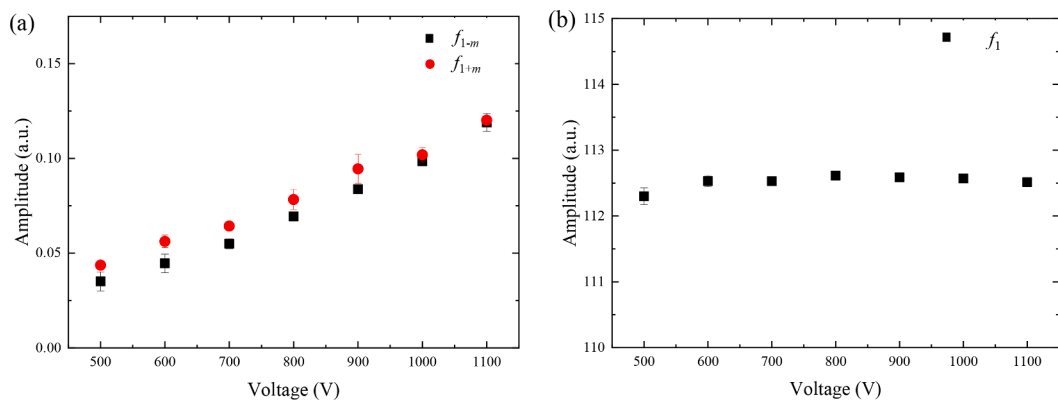 (a)
f1-m
f1+m
0.15
0.10
0.05
0.00
Amplitude (a.u.)
500 600 700 800 900 1000 1100
Voltage (V)
(b)
f1
115
114
113
112
111
110
Amplitude (a.u.)
500 600 700 800 900 1000 1100
Voltage (V)